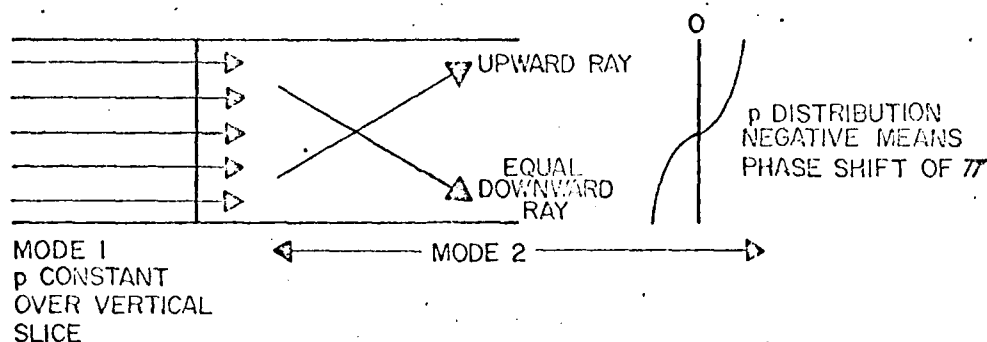 0
UPWARD RAY
EQUAL
DOWNWARD
RAY
p DISTRIBUTION
NEGATIVE MEANS
PHASE SHIFT OF π
MODE 1
p CONSTANT
OVER VERTICAL
SLICE
MODE 2